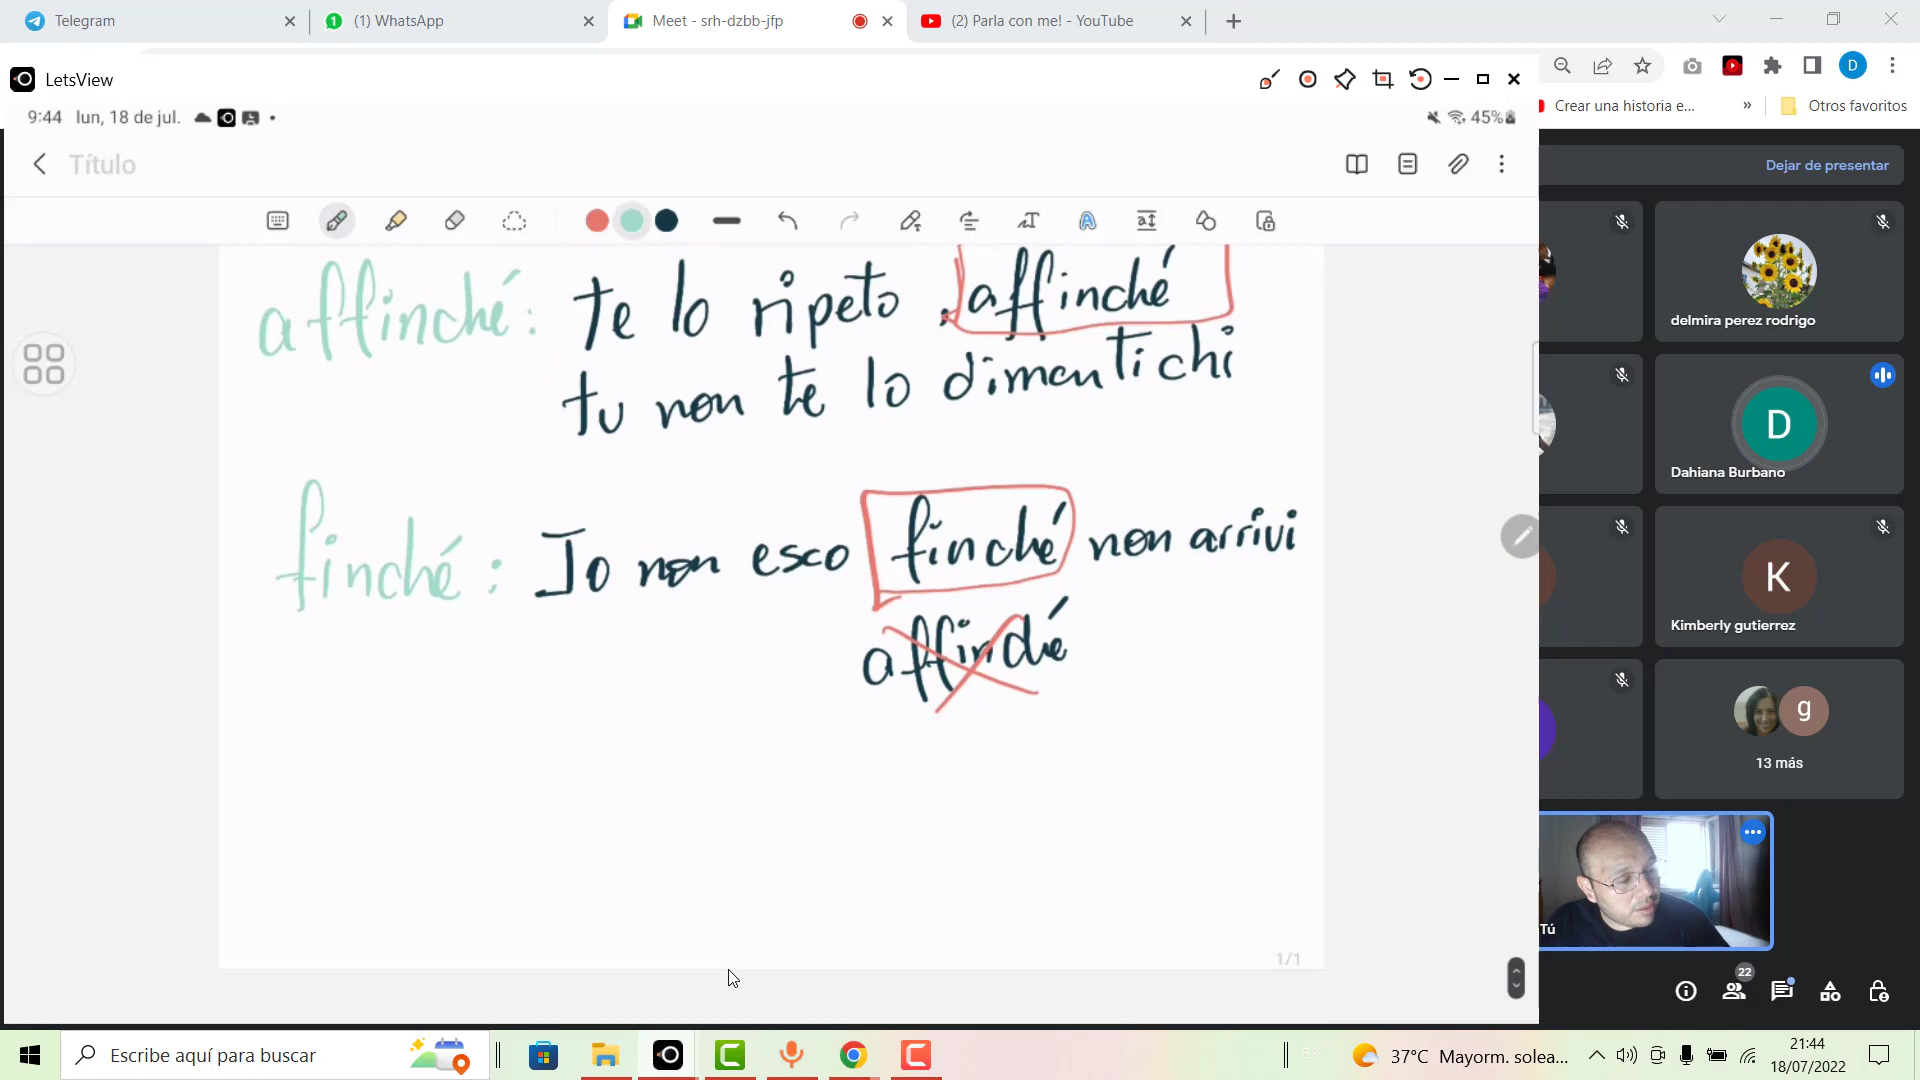 Telegram
(1) WhatsApp
Meet - srh-dzbb-jfp
(2) Parla con me! - YouTube
LetsView
D
Crear una historia e...
»
Otros favoritos
9:44 lun, 18 de jul.
45%
Título
Dejar de presentar
affinché: te lo ripeto affinché
tu non te lo dimentichi
finché: Io non esco finché non arrivi
affinché
1/1
delmira perez rodrigo
D
Dahiana Burbano
K
Kimberly gutierrez
g
13 más
Tú
22
Escribe aquí para buscar
37°C Mayorm. solea...
21:44
18/07/2022